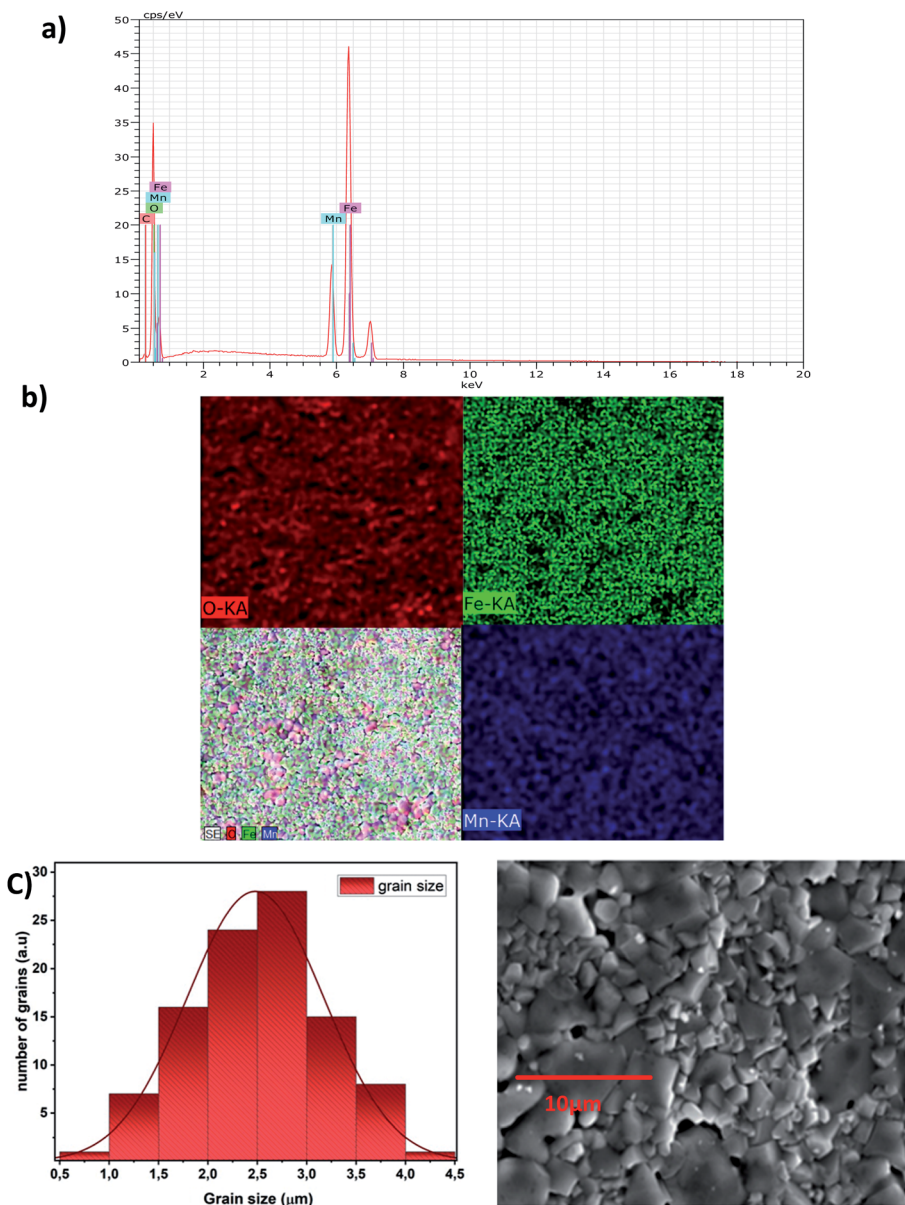 a)
cps/eV
50
45
40
35
30
25
20
15
10
5
0
Fe
Mn
O
C
Mn
Fe
2 4 6 8 10 12 14 16 18 20
keV
b)
O-KA
Fe-KA
SE O Fe Mn
Mn-KA
C)
grain size
number of grains (a.u)
30
25
20
15
10
5
0,5 1,0 1,5 2,0 2,5 3,0 3,5 4,0 4,5
Grain size (μm)
10μm